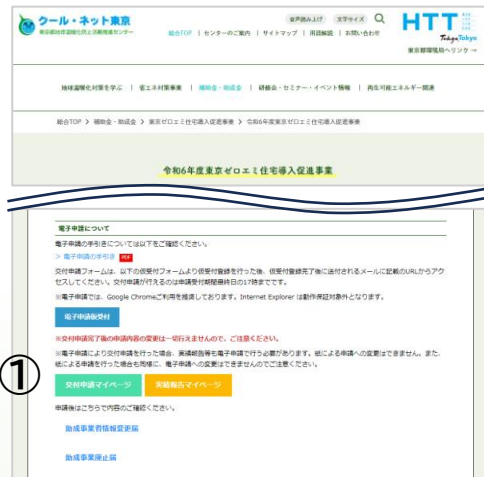 クール・ネット東京
東京都地球温暖化防止活動推進センター
音声読み上げ 文字サイズ
総合TOP | センターのご案内 | サイトマップ | 用語解説 | お問い合わせ
HTT
TokyoTokyo
東京都環境局へリンク →
地球温暖化対策を学ぶ | 省エネ対策事業 | 補助金・助成金 | 研修会・セミナー・イベント情報 | 再生可能エネルギー関連
総合TOP > 補助金・助成金 > 東京ゼロエミ住宅導入促進事業 > 令和6年度東京ゼロエミ住宅導入促進事業
令和6年度東京ゼロエミ住宅導入促進事業
電子申請について
電子申請の手引きについては以下をご確認ください。
> 電子申請の手引き PDF
交付申請フォームは、以下の仮受付フォームより仮受付登録を行った後、仮受付登録完了後に送付されるメールに記載のURLからアク
セスしてください。交付申請が行えるのは申請受付期間最終日の17時までです。
※電子申請では、Google Chromeご利用を推奨しております。Internet Explorer は動作保証対象外となります。
電子申請仮受付
※交付申請完了後の申請内容の変更は一切行えませんので、ご注意ください。
※電子申請により交付申請を行った場合、実績報告等も電子申請で行う必要があります。紙による申請への変更はできません。また、
紙による申請を行った場合も同様に、電子申請への変更はできませんのでご注意ください。
①
交付申請マイページ 実績報告マイページ
申請後はこちらで内容のご確認ください。
助成事業者情報変更届
助成事業廃止届